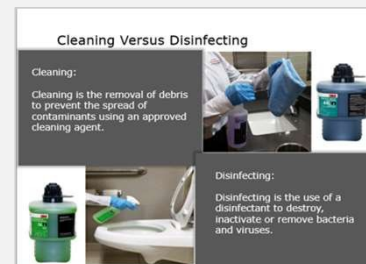 Cleaning Versus Disinfecting
Cleaning:
Cleaning is the removal of debris
to prevent the spread of
contaminants using an approved
cleaning agent.
Disinfecting:
Disinfecting is the use of a
disinfectant to destroy,
inactivate or remove bacteria
and viruses.